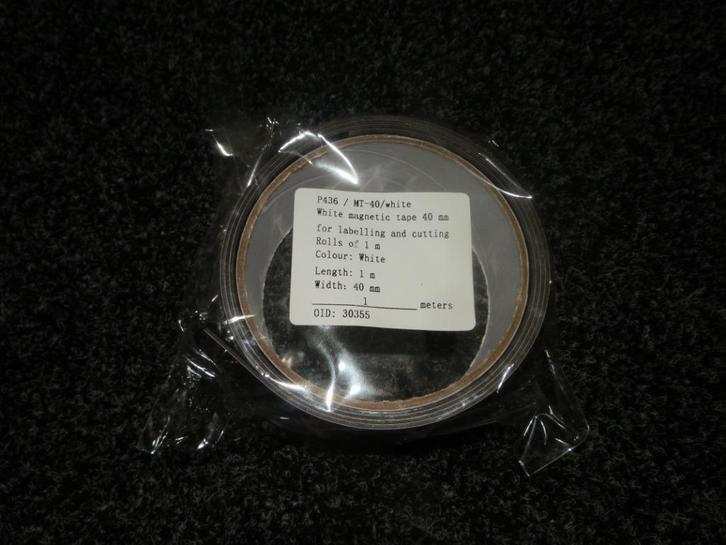 P436 / MT-40/white
White magnetic tape 40 mm
for labelling and cutting
Rolls of 1 m
Colour: White
Length: 1 m
Width: 40 mm
1 meters
OID: 30355